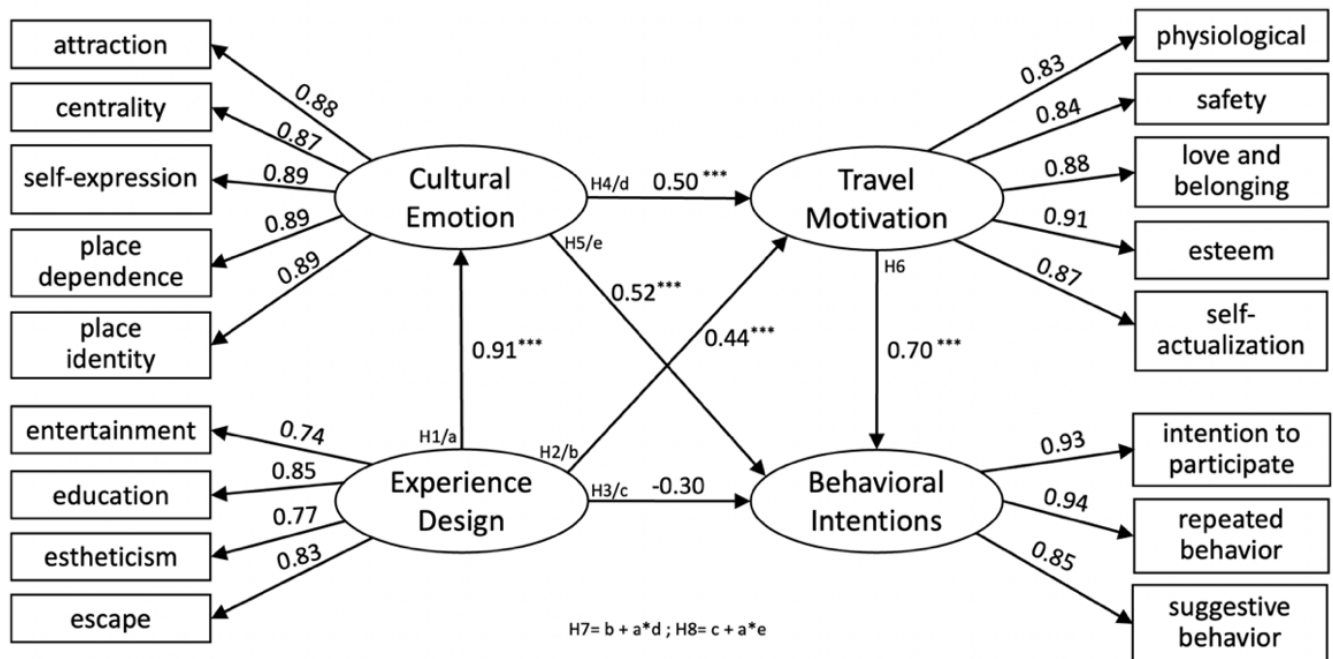 attraction
centrality
self-expression
place
dependence
place
identity
entertainment
education
estheticism
escape
0.88
0.87
0.89
0.89
0.89
0.74
0.85
0.77
0.83
Cultural
Emotion
H4/d 0.50 ***
H5/e
0.52***
0.44***
0.91***
H1/a
H2/b
Experience
Design
H3/c -0.30
Travel
Motivation
H6
0.70 ***
Behavioral
Intentions
0.83
0.84
0.88
0.91
0.87
0.93
0.94
0.85
physiological
safety
love and
belonging
esteem
self-
actualization
intention to
participate
repeated
behavior
suggestive
behavior
H7= b + a*d ; H8= c + a*e